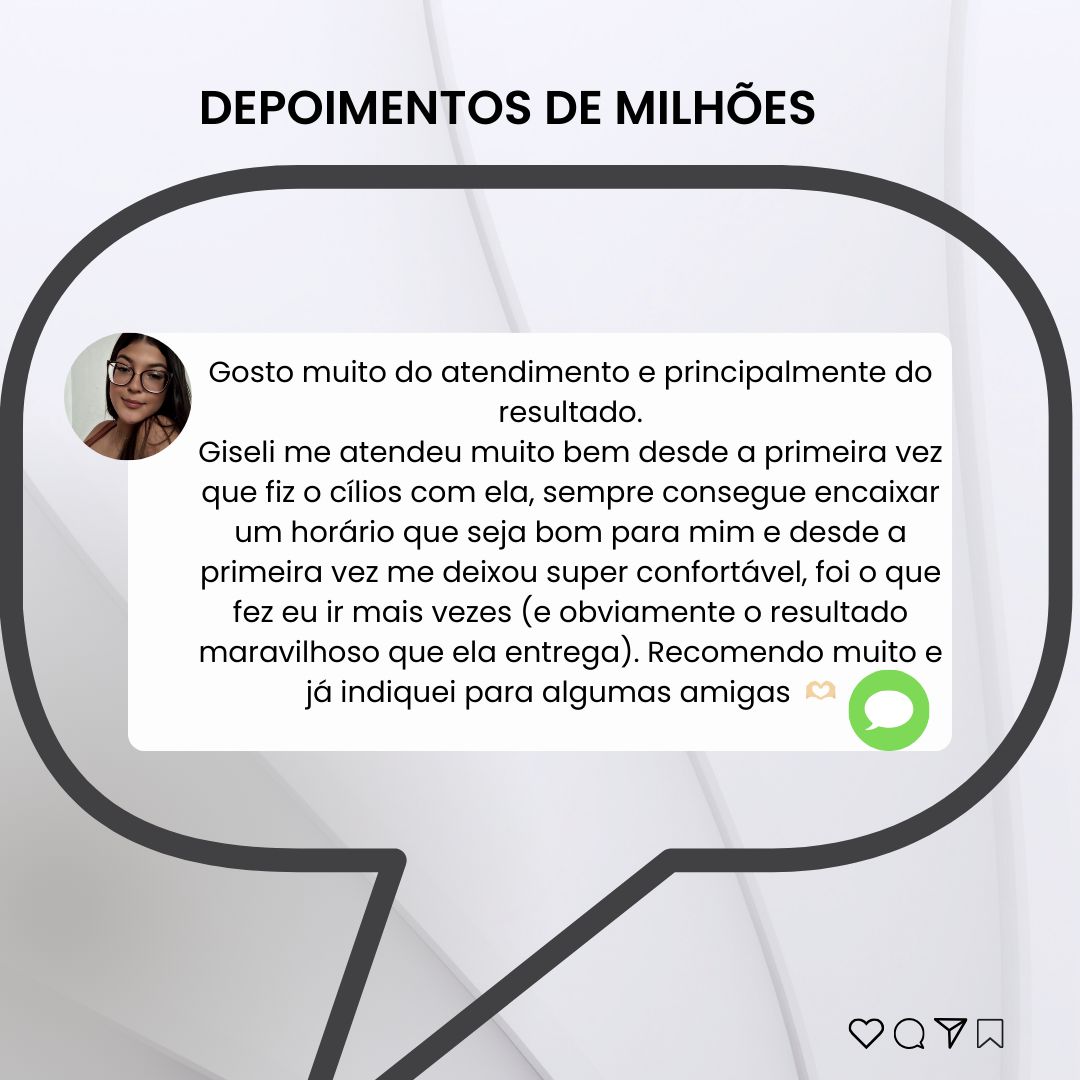 DEPOIMENTOS DE MILHÕES
Gosto muito do atendimento e principalmente do
resultado.
Giseli me atendeu muito bem desde a primeira vez
que fiz o cílios com ela, sempre consegue encaixar
um horário que seja bom para mim e desde a
primeira vez me deixou super confortável, foi o que
fez eu ir mais vezes (e obviamente o resultado
maravilhoso que ela entrega). Recomendo muito e
já indiquei para algumas amigas 🫶🏼